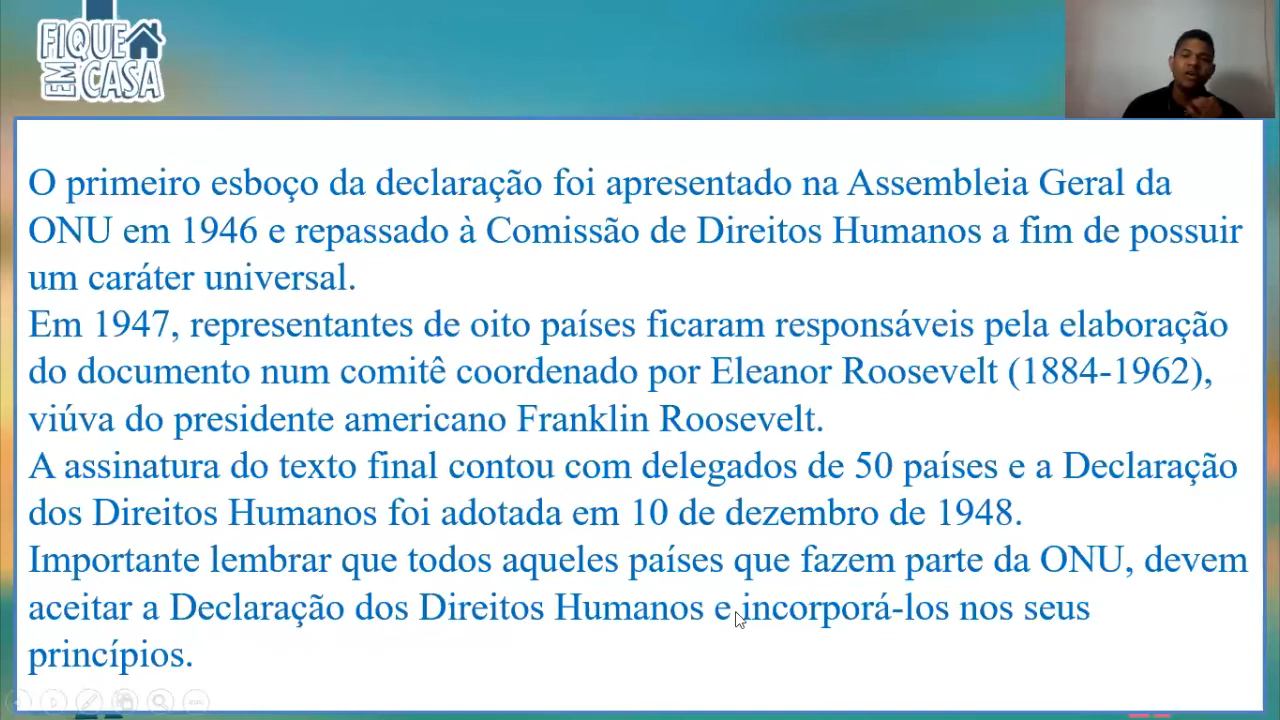 FIQUE
EM CASA
O primeiro esboço da declaração foi apresentado na Assembleia Geral da
ONU em 1946 e repassado à Comissão de Direitos Humanos a fim de possuir
um caráter universal.
Em 1947, representantes de oito países ficaram responsáveis pela elaboração
do documento num comitê coordenado por Eleanor Roosevelt (1884-1962),
viúva do presidente americano Franklin Roosevelt.
A assinatura do texto final contou com delegados de 50 países e a Declaração
dos Direitos Humanos foi adotada em 10 de dezembro de 1948.
Importante lembrar que todos aqueles países que fazem parte da ONU, devem
aceitar a Declaração dos Direitos Humanos e incorporá-los nos seus
princípios.